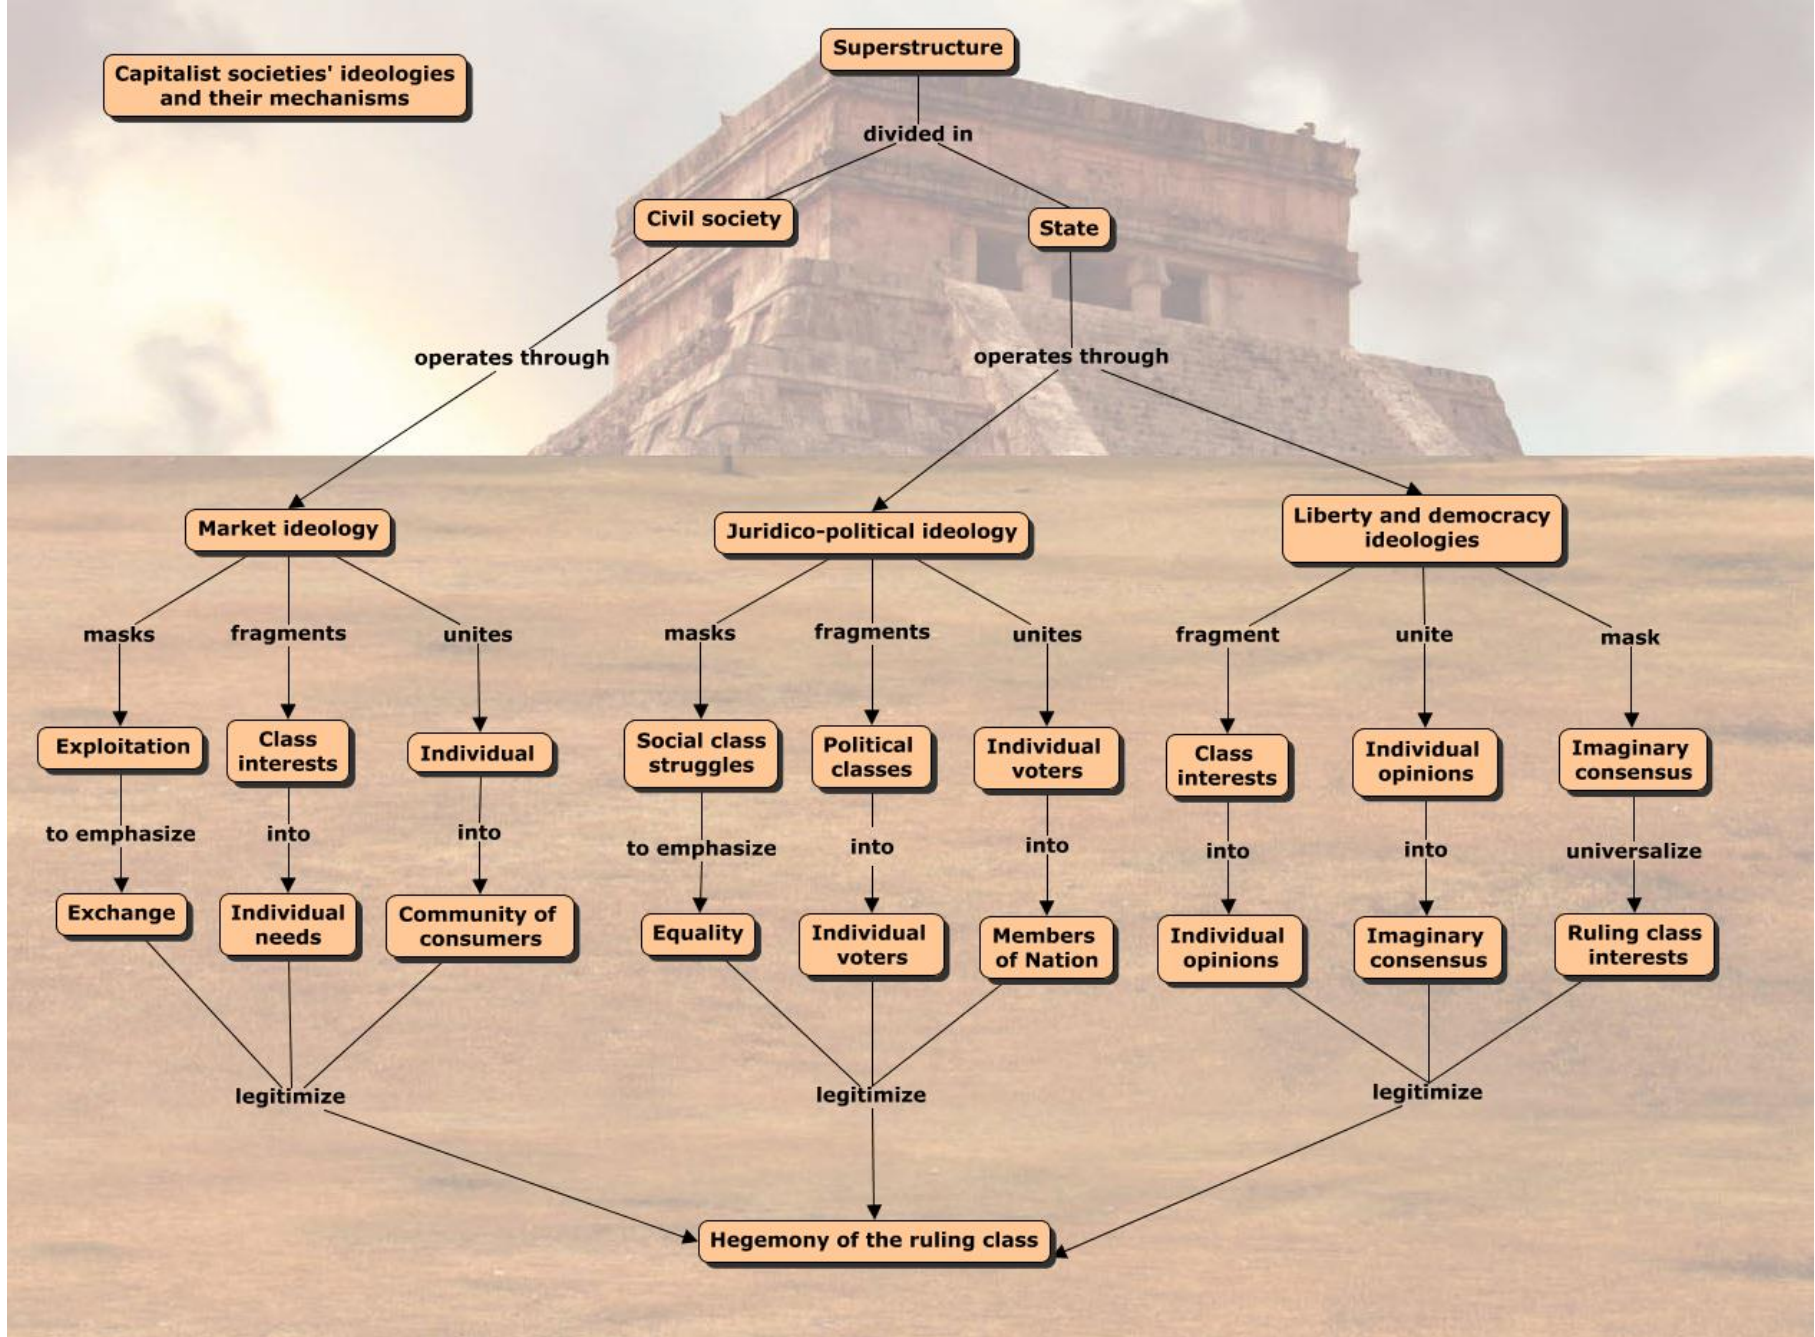 Superstructure
Capitalist societies' ideologies
and their mechanisms
divided in
Civil society
State
operates through
operates through
Market ideology
Juridico-political ideology
Liberty and democracy
ideologies
masks
fragments
unites
masks
fragments
unites
fragment
unite
mask
Exploitation
Class
interests
Individual
Social class
struggles
Political
classes
Individual
voters
Class
interests
Individual
opinions
Imaginary
consensus
to emphasize
into
into
to emphasize
into
into
into
into
universalize
Exchange
Individual
needs
Community of
consumers
Equality
Individual
voters
Members
of Nation
Individual
opinions
Imaginary
consensus
Ruling class
interests
legitimize
legitimize
legitimize
Hegemony of the ruling class